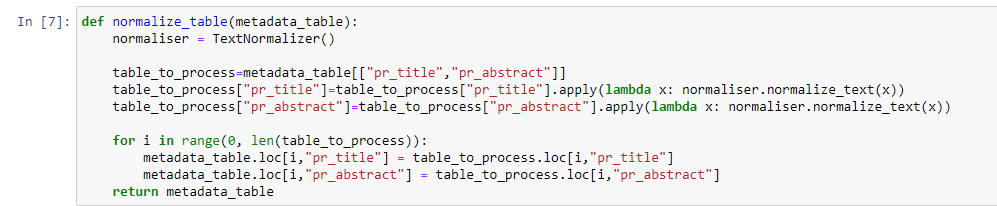 In [7]: def normalize_table(metadata_table):
    normaliser = TextNormalizer()

    table_to_process=metadata_table[["pr_title","pr_abstract"]]
    table_to_process["pr_title"]=table_to_process["pr_title"].apply(lambda x: normaliser.normalize_text(x))
    table_to_process["pr_abstract"]=table_to_process["pr_abstract"].apply(lambda x: normaliser.normalize_text(x))

    for i in range(0, len(table_to_process)):
        metadata_table.loc[i,"pr_title"] = table_to_process.loc[i,"pr_title"]
        metadata_table.loc[i,"pr_abstract"] = table_to_process.loc[i,"pr_abstract"]
    return metadata_table